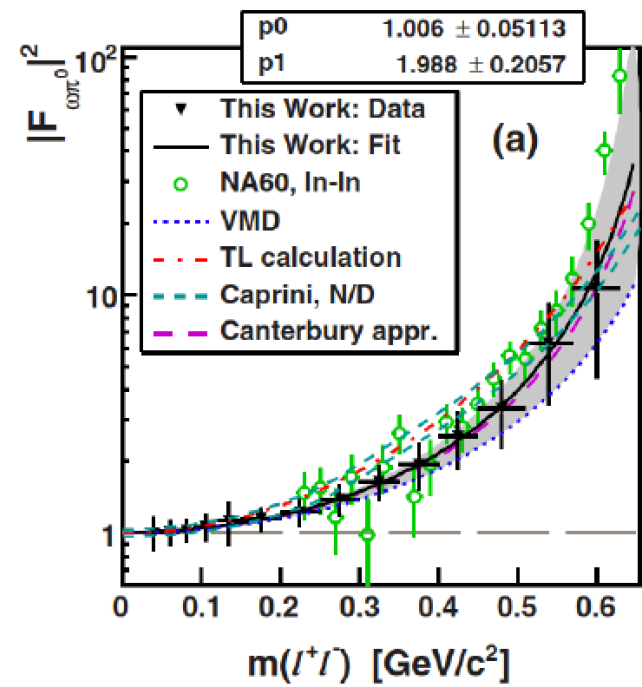 p0 1.006 ± 0.05113
p1 1.988 ± 0.2057
|F_ωπ⁰|²
10²
10
1
(a)
This Work: Data
This Work: Fit
NA60, In-In
VMD
TL calculation
Caprini, N/D
Canterbury appr.
0 0.1 0.2 0.3 0.4 0.5 0.6
m(l⁺l⁻) [GeV/c²]